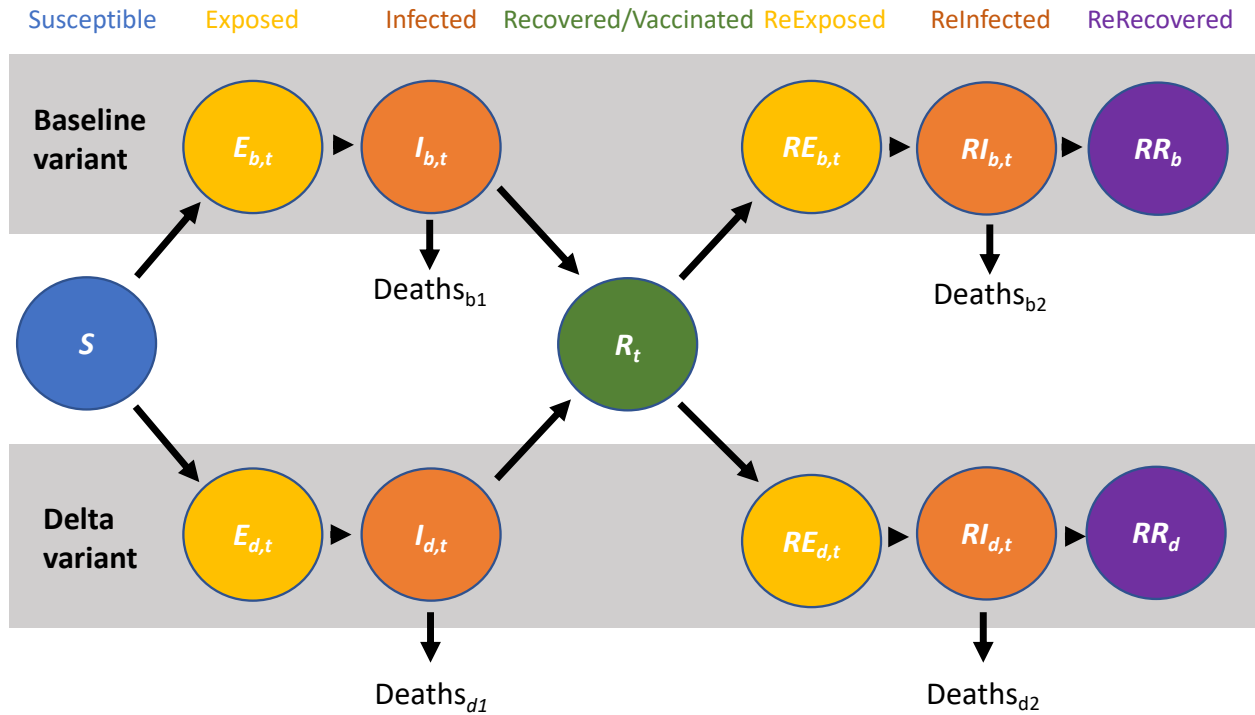 Susceptible Exposed Infected Recovered/Vaccinated ReExposed ReInfected ReRecovered
Baseline
variant
E_b,t I_b,t RE_b,t RI_b,t RR_b
Deaths_b1 Deaths_b2
S R_t
Delta
variant
E_d,t I_d,t RE_d,t RI_d,t RR_d
Deaths_d1 Deaths_d2